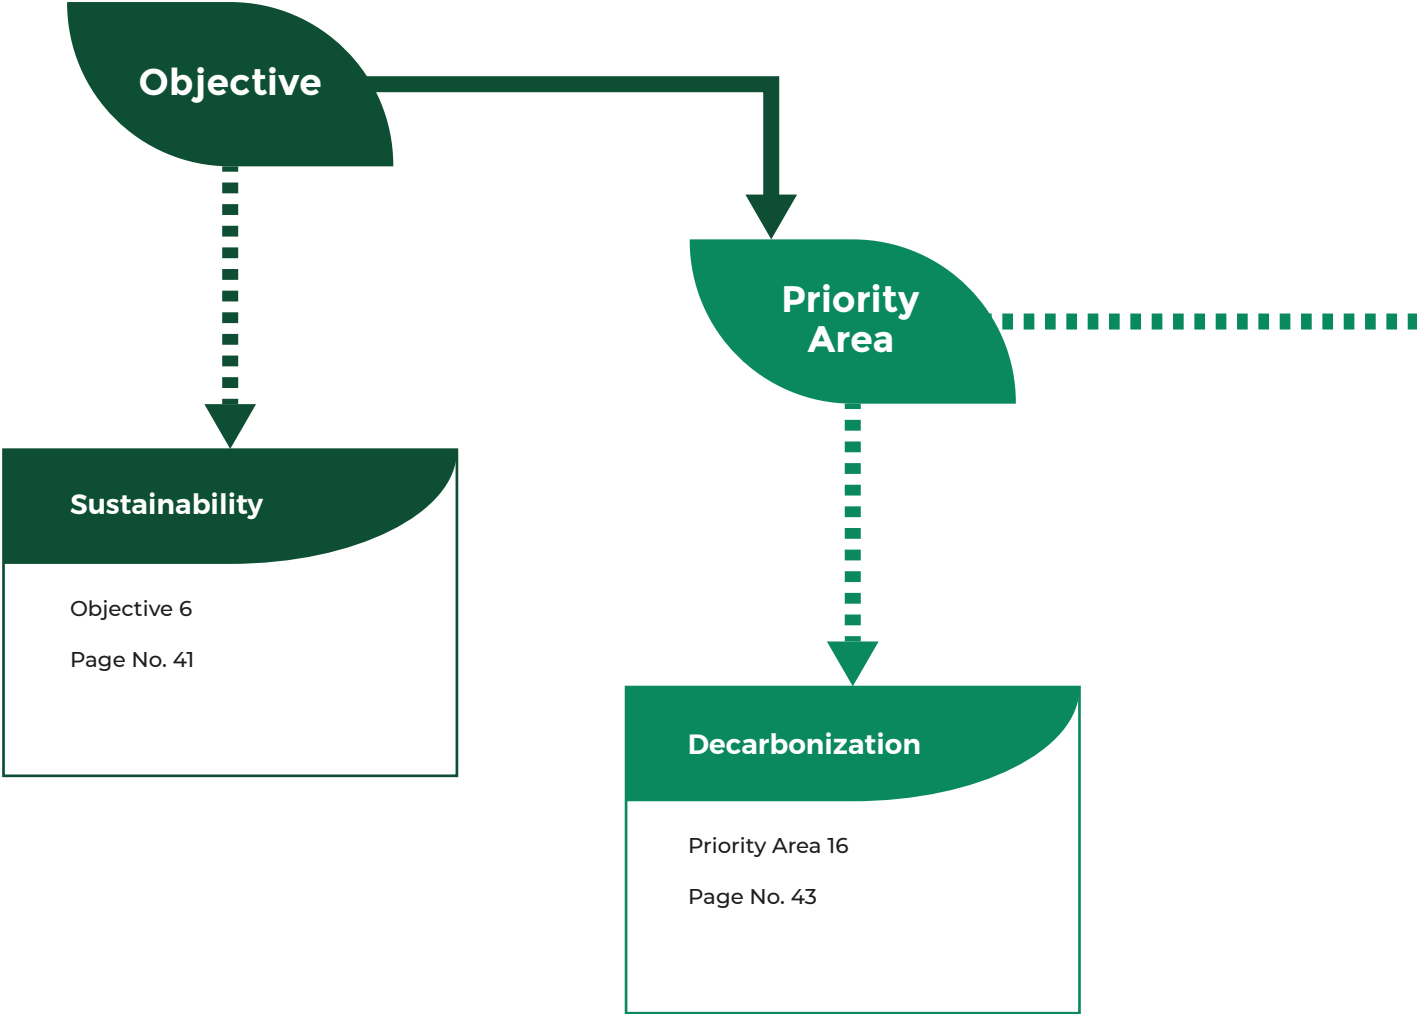 Objective
Priority
Area
Sustainability
Objective 6
Page No. 41
Decarbonization
Priority Area 16
Page No. 43